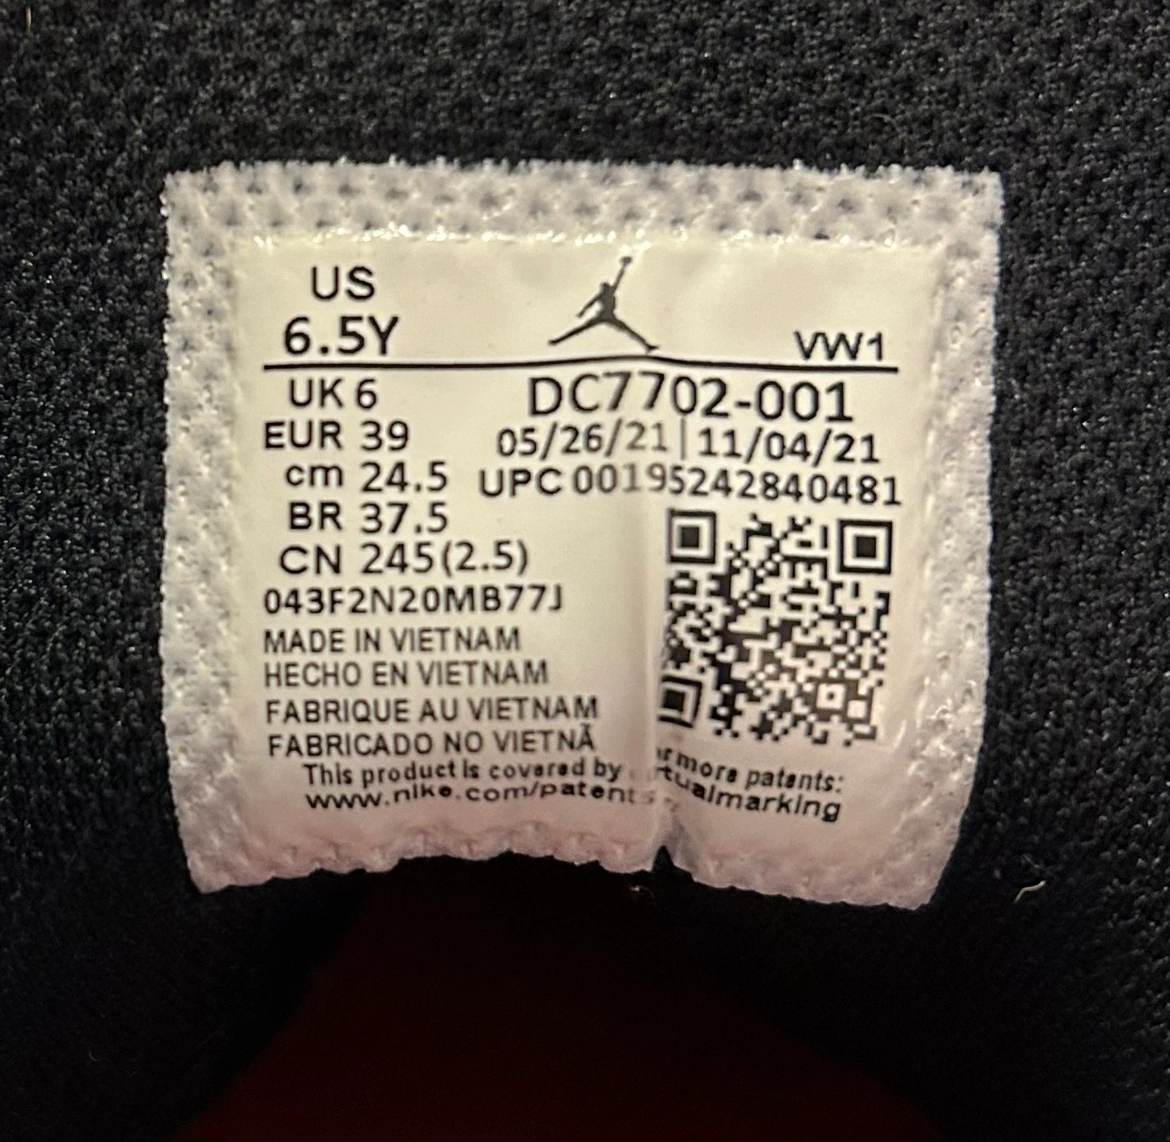 US
6.5Y
VW1
UK 6
DC7702-001
EUR 39
05/26/21 | 11/04/21
cm 24.5
UPC 00195242840481
BR 37.5
CN 245(2.5)
043F2N20MB77J
MADE IN VIETNAM
HECHO EN VIETNAM
FABRIQUE AU VIETNAM
FABRICADO NO VIETNÃ
This product is covered by more patents:
www.nike.com/patents